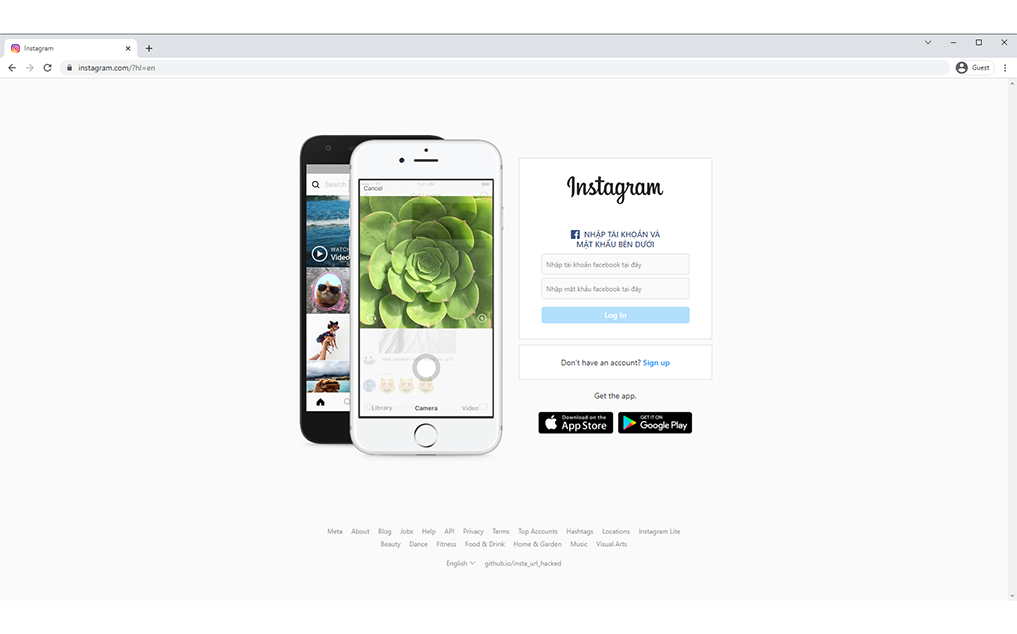 Instagram
instagram.com/?hl=en
Guest
Search
WATCH
Video
Cancel
Library
Camera
Video
Instagram
NHẬP TÀI KHOẢN VÀ
MẬT KHẨU BÊN DƯỚI
Nhập tài khoản facebook tại đây
Nhập mật khẩu facebook tại đây
Log In
Don't have an account? Sign up
Get the app.
Download on the
App Store
GET IT ON
Google Play
Meta About Blog Jobs Help API Privacy Terms Top Accounts Hashtags Locations Instagram Lite
Beauty Dance Fitness Food & Drink Home & Garden Music Visual Arts
English github.io/insta_url_hacked